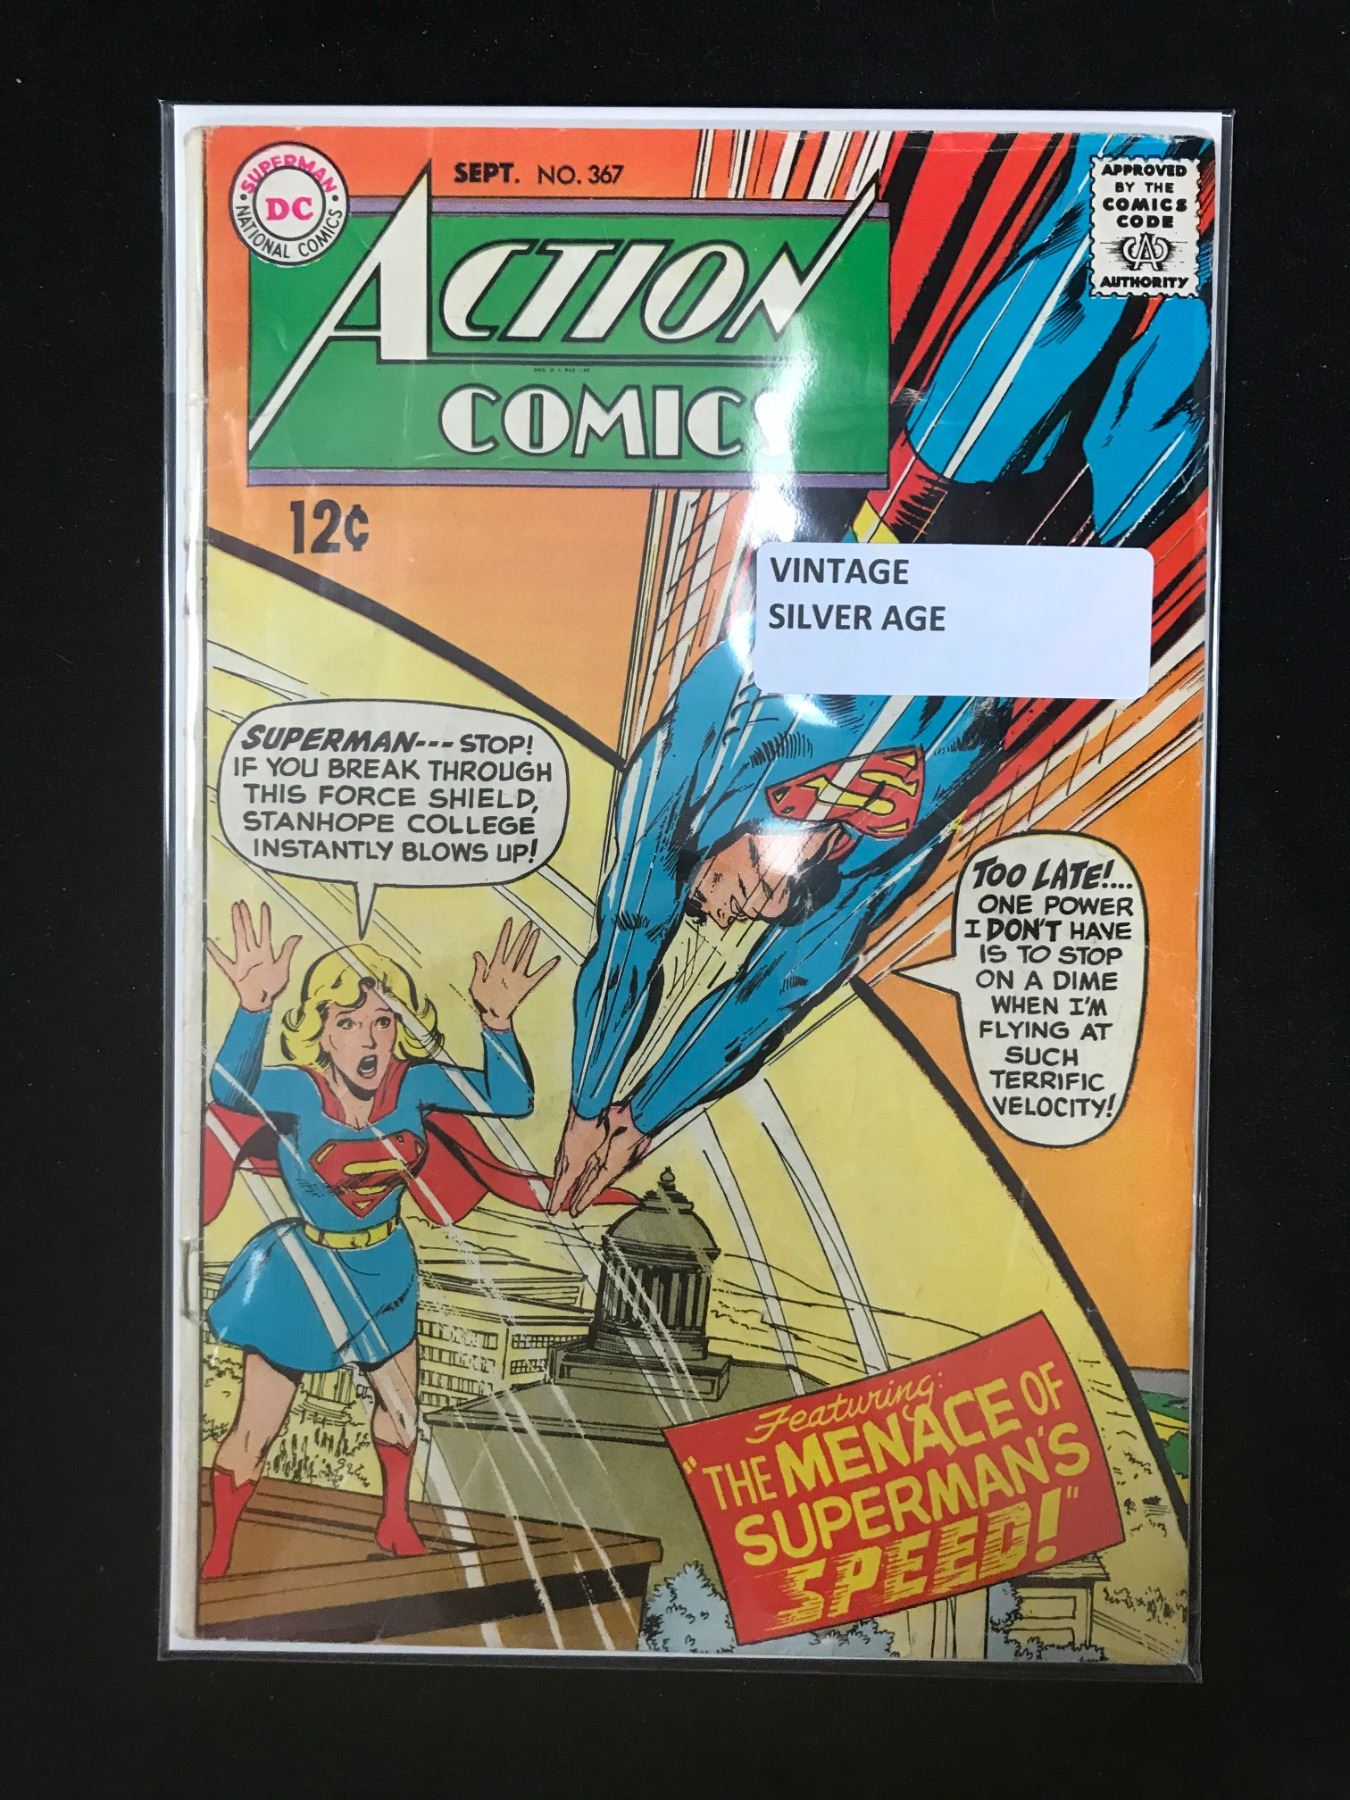 SUPERMAN
DC
NATIONAL COMICS
SEPT. NO. 367
ACTION
COMICS
12¢
APPROVED
BY THE
COMICS
CODE
CA
AUTHORITY
VINTAGE
SILVER AGE
SUPERMAN--- STOP!
IF YOU BREAK THROUGH
THIS FORCE SHIELD,
STANHOPE COLLEGE
INSTANTLY BLOWS UP!
TOO LATE!...
ONE POWER
I DON'T HAVE
IS TO STOP
ON A DIME
WHEN I'M
FLYING AT
SUCH
TERRIFIC
VELOCITY!
Featuring:
"THE MENACE OF
SUPERMAN'S
SPEED!"